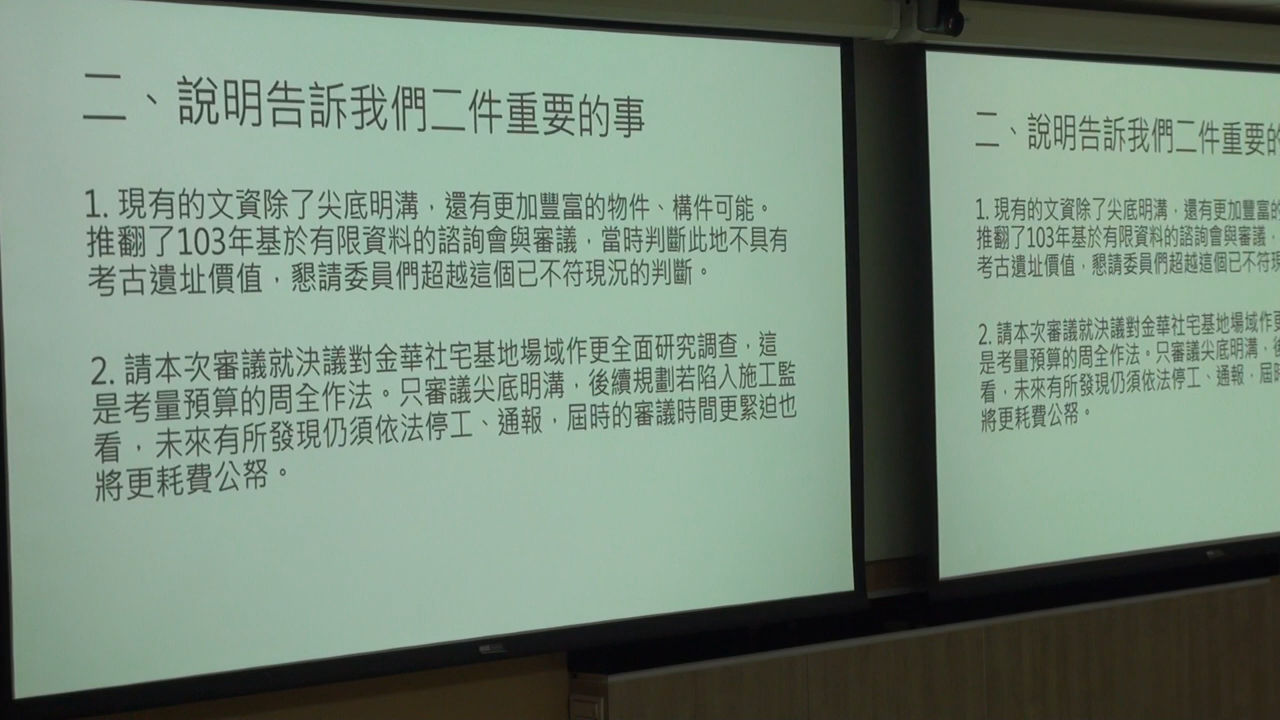 二、說明告訴我們二件重要的事
1. 現有的文資除了尖底明溝，還有更加豐富的物件、構件可能。
推翻了103年基於有限資料的諮詢會與審議，當時判斷此地不具有
考古遺址價值，懇請委員們超越這個已不符現況的判斷。
2. 請本次審議就決議對金華社宅基地場域作更全面研究調查，這
是考量預算的周全作法。只審議尖底明溝，後續規劃若陷入施工監
看，未來有所發現仍須依法停工、通報，屆時的審議時間更緊迫也
將更耗費公帑。
二、說明告訴我們二件重要的
1. 現有的文資除了尖底明溝，還有更加豐富的
推翻了103年基於有限資料的諮詢會與審議，
考古遺址價值，懇請委員們超越這個已不符現
2. 請本次審議就決議對金華社宅基地場域作更
是考量預算的周全作法。只審議尖底明溝，後
看，未來有所發現仍須依法停工、通報，屆時
將更耗費公帑。